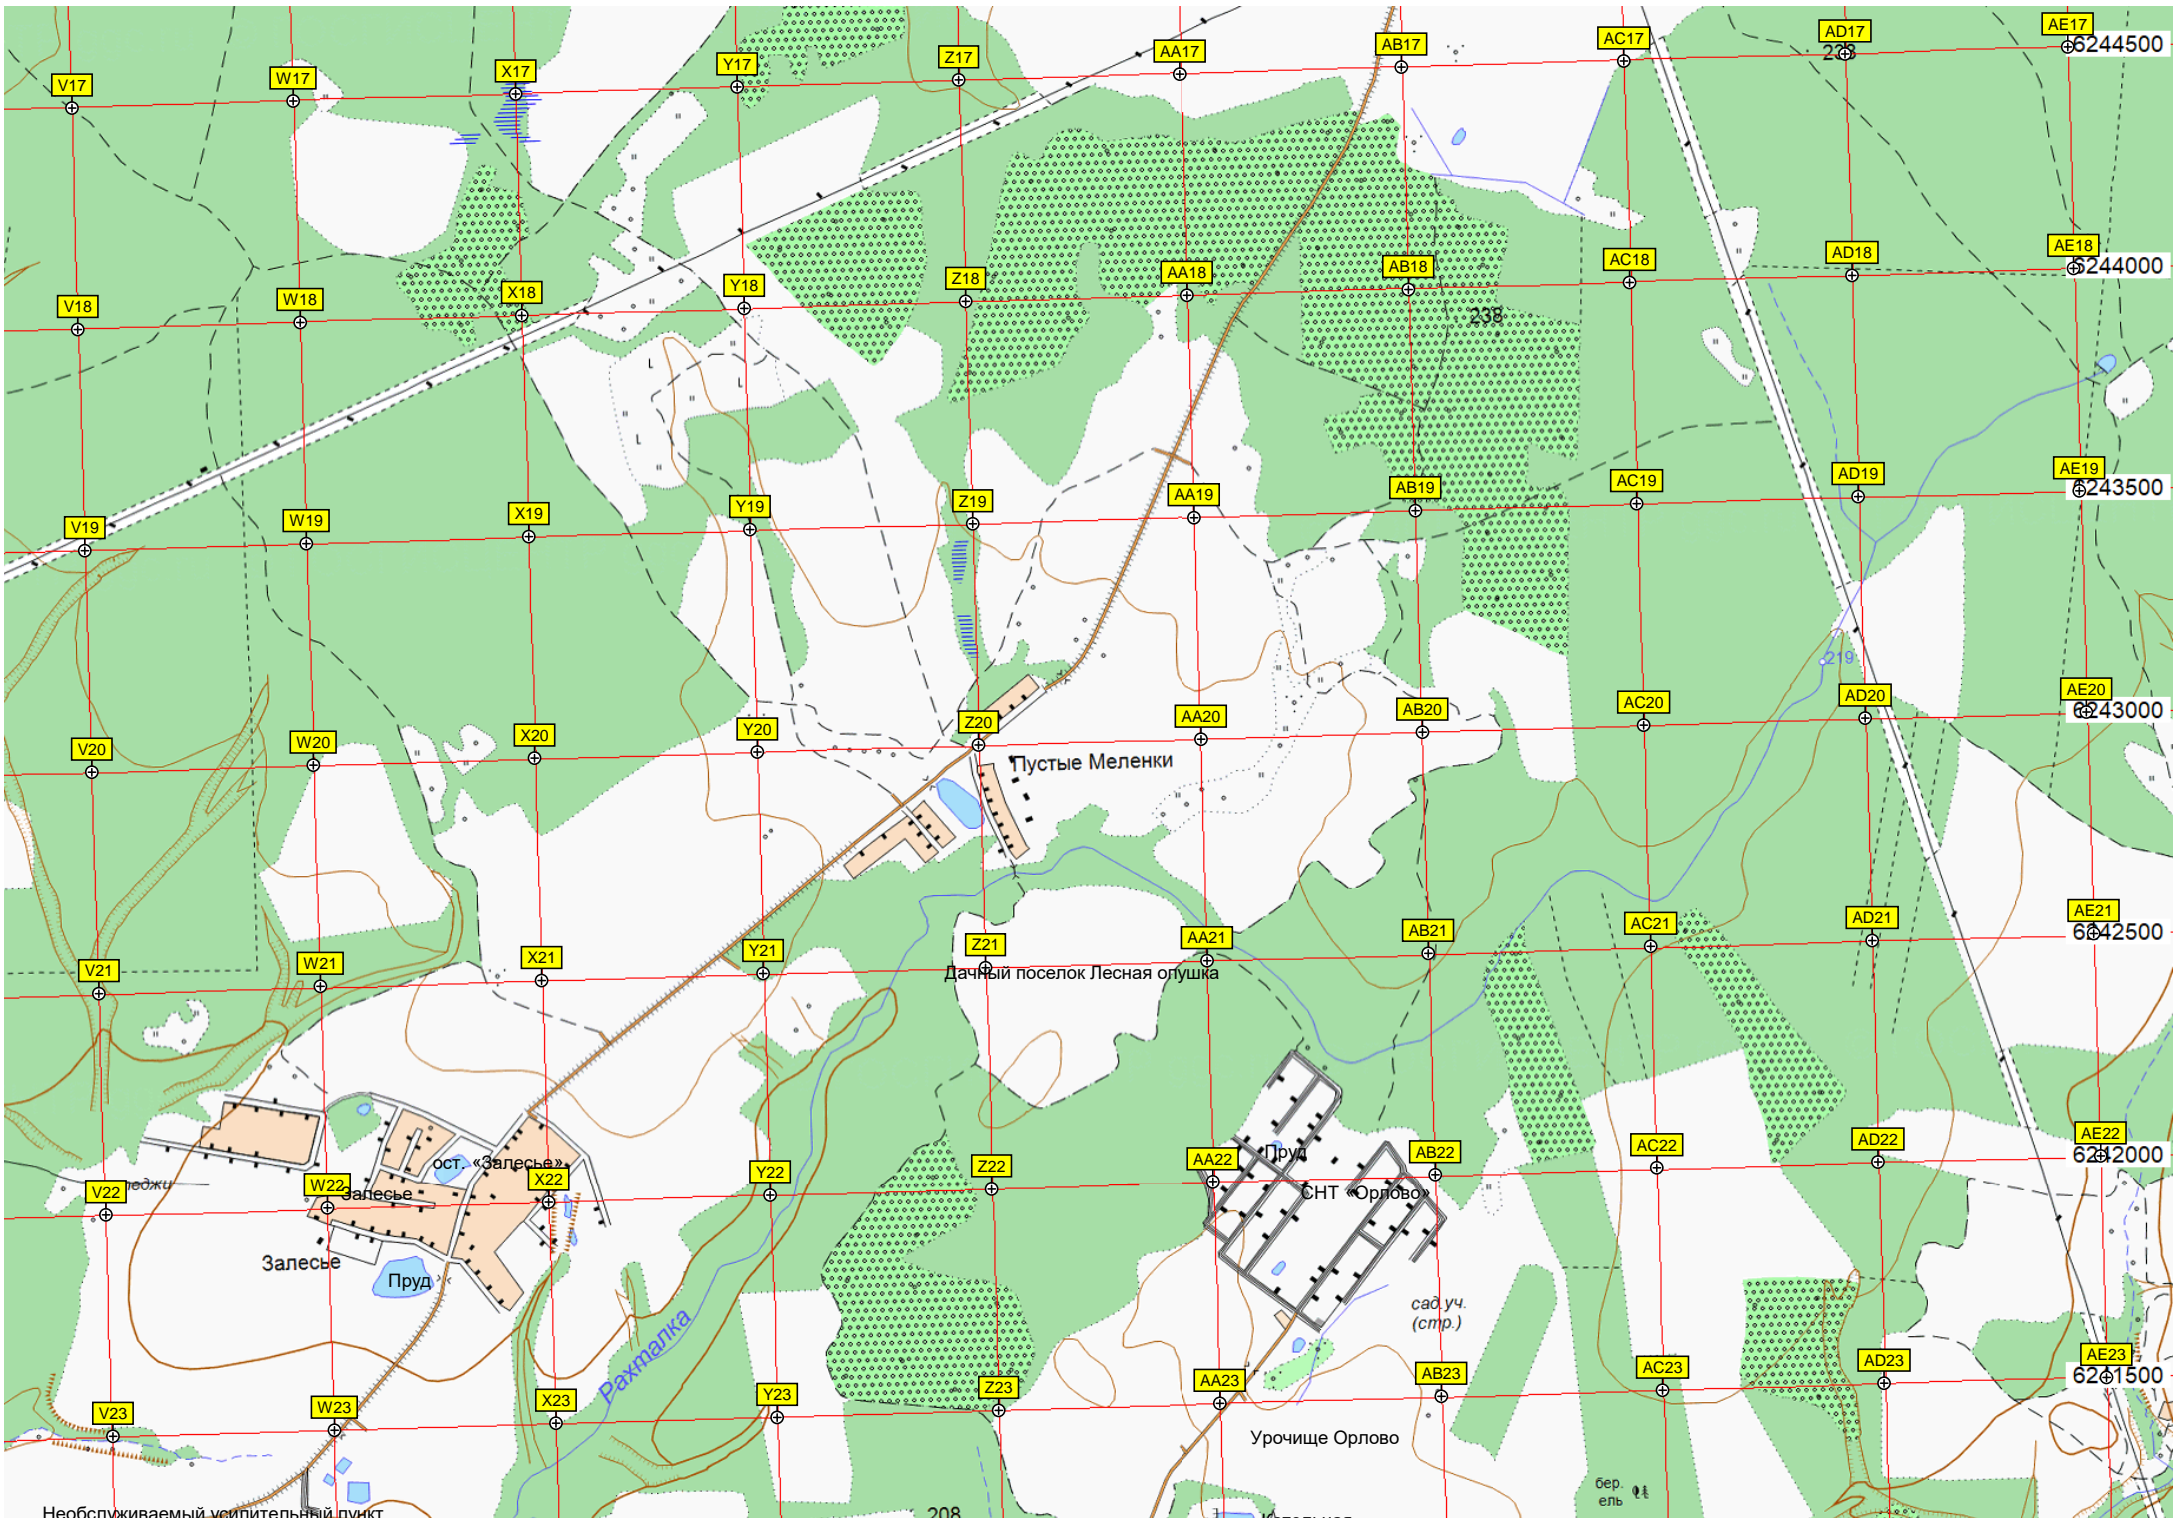 V17 W17 X17 Y17 Z17 AA17 AB17 AC17 AD17 AE17
6244500
238
V18 W18 X18 Y18 Z18 AA18 AB18 AC18 AD18 AE18
6244000
238
V19 W19 X19 Y19 Z19 AA19 AB19 AC19 AD19 AE19
6243500
219
V20 W20 X20 Y20 Z20 AA20 AB20 AC20 AD20 AE20
6243000
Пустые Меленки
V21 W21 X21 Y21 Z21 AA21 AB21 AC21 AD21 AE21
6242500
Дачный поселок Лесная опушка
V22 W22 X22 Y22 Z22 AA22 AB22 AC22 AD22 AE22
6242000
ост. «Залесье»
Пруд
Залесье
СНТ «Орлово»
Залесье
Пруд
сад.уч.
(стр.)
Рахталка
V23 W23 X23 Y23 Z23 AA23 AB23 AC23 AD23 AE23
6241500
Урочище Орлово
бер.
ель
Необслуживаемый усилительный пункт
208